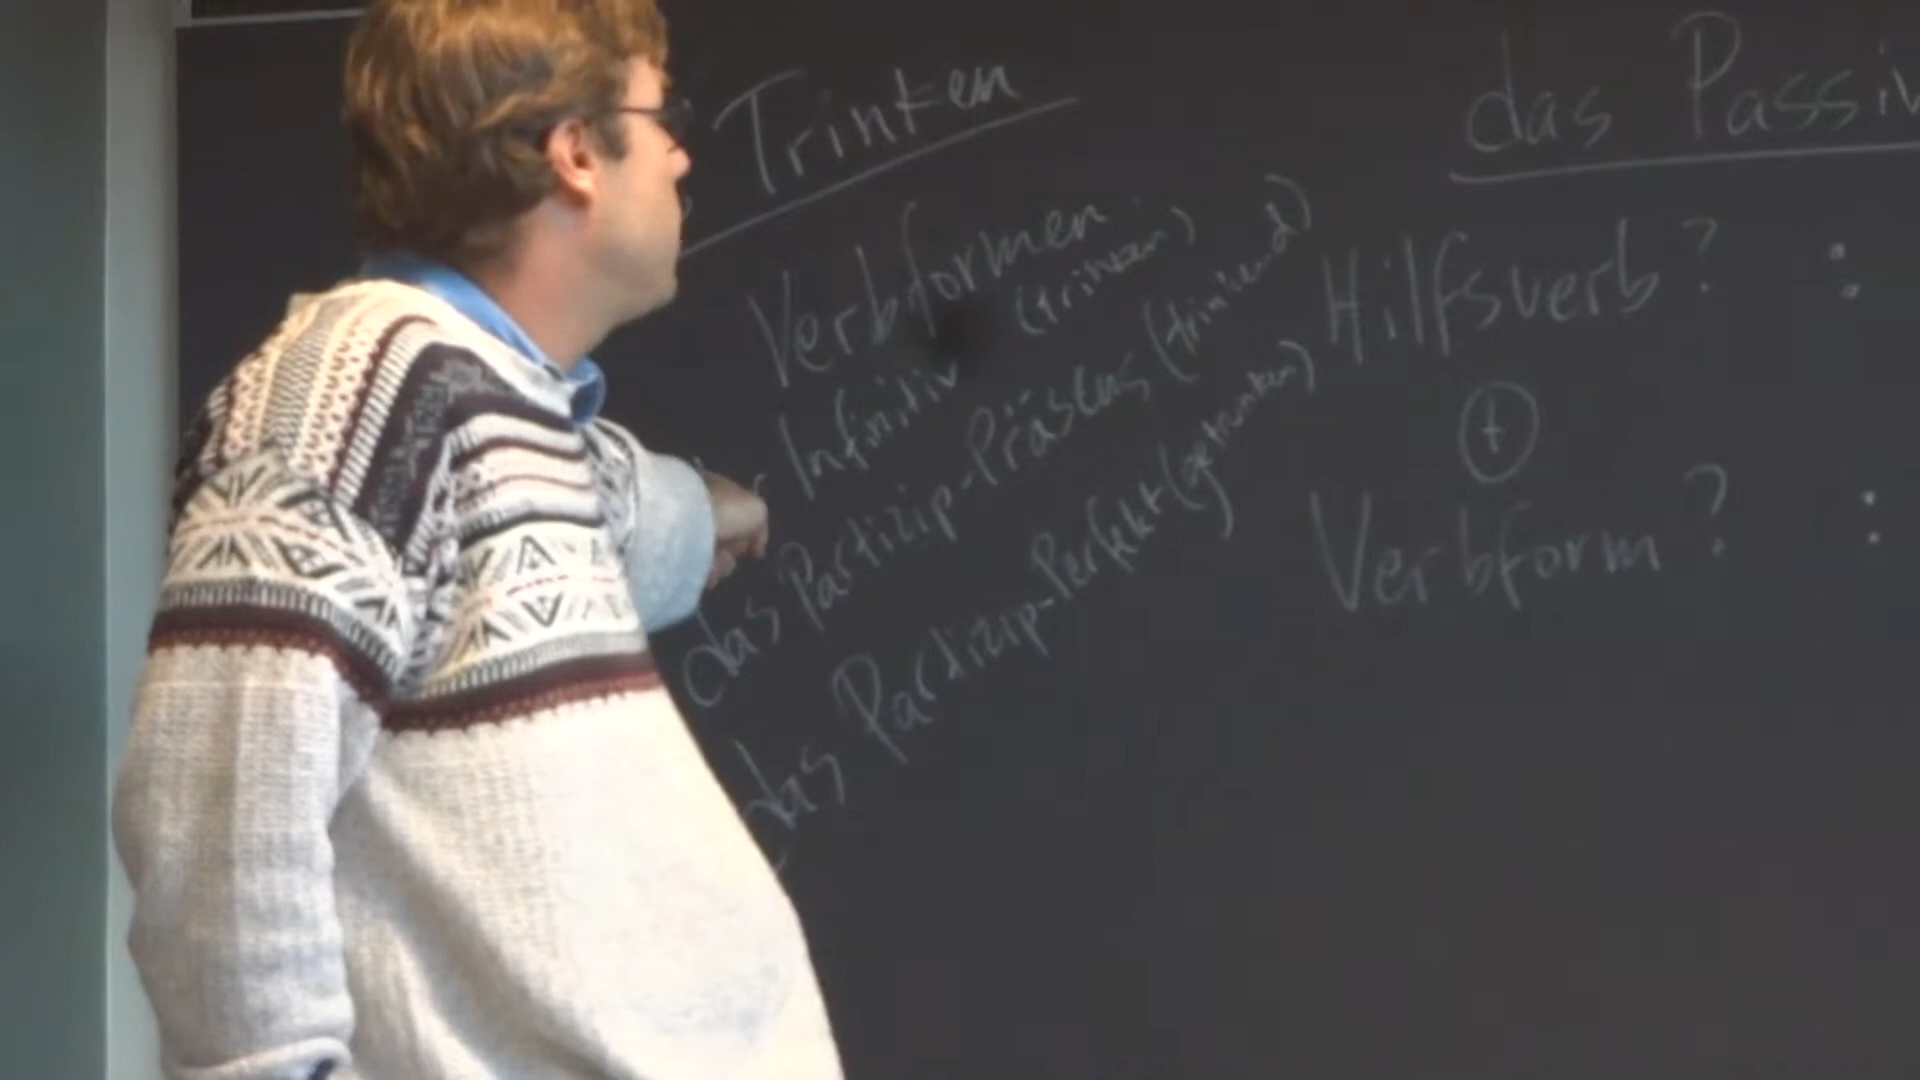 Trinken
Verbformen
Infinitiv (trinken)
das Partizip-Präsens (trinkend)
das Partizip-Perfekt (getrunken)
das Passiv
Hilfsverb? :
+
Verbform? :